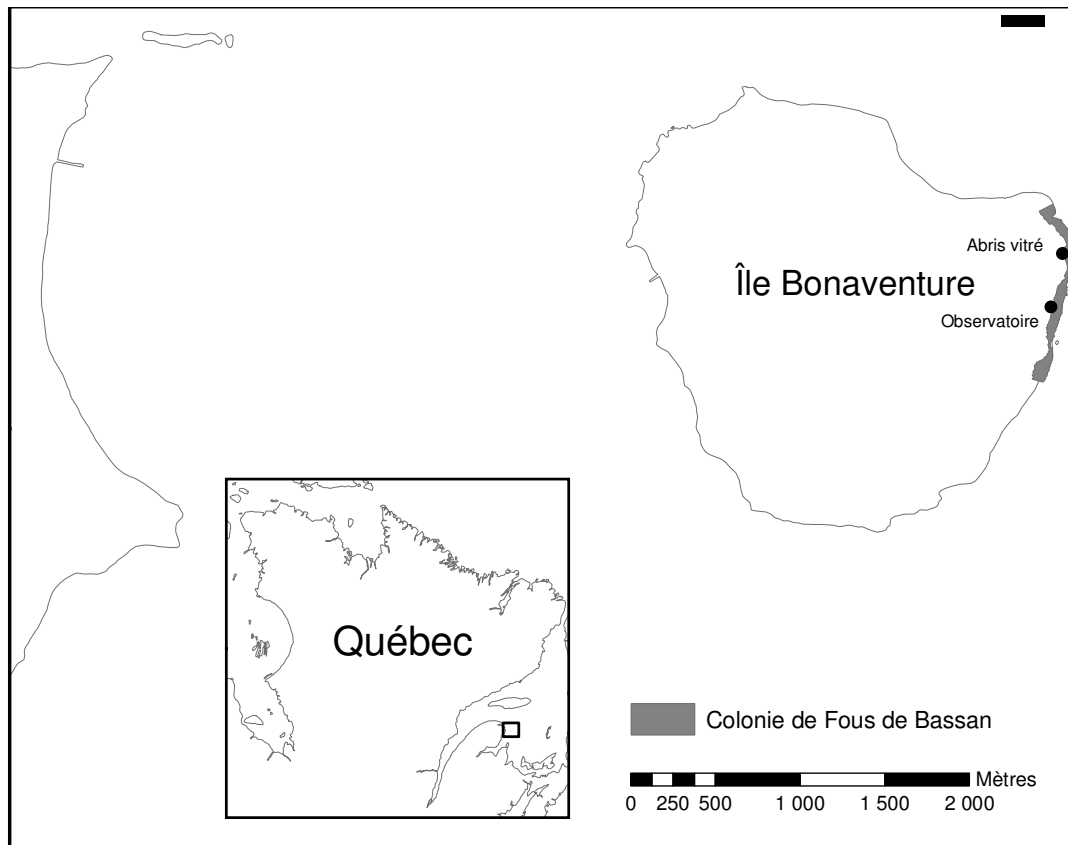 Abris vitré
Île Bonaventure
Observatoire
Québec
Colonie de Fous de Bassan
Mètres
0 250 500 1 000 1 500 2 000